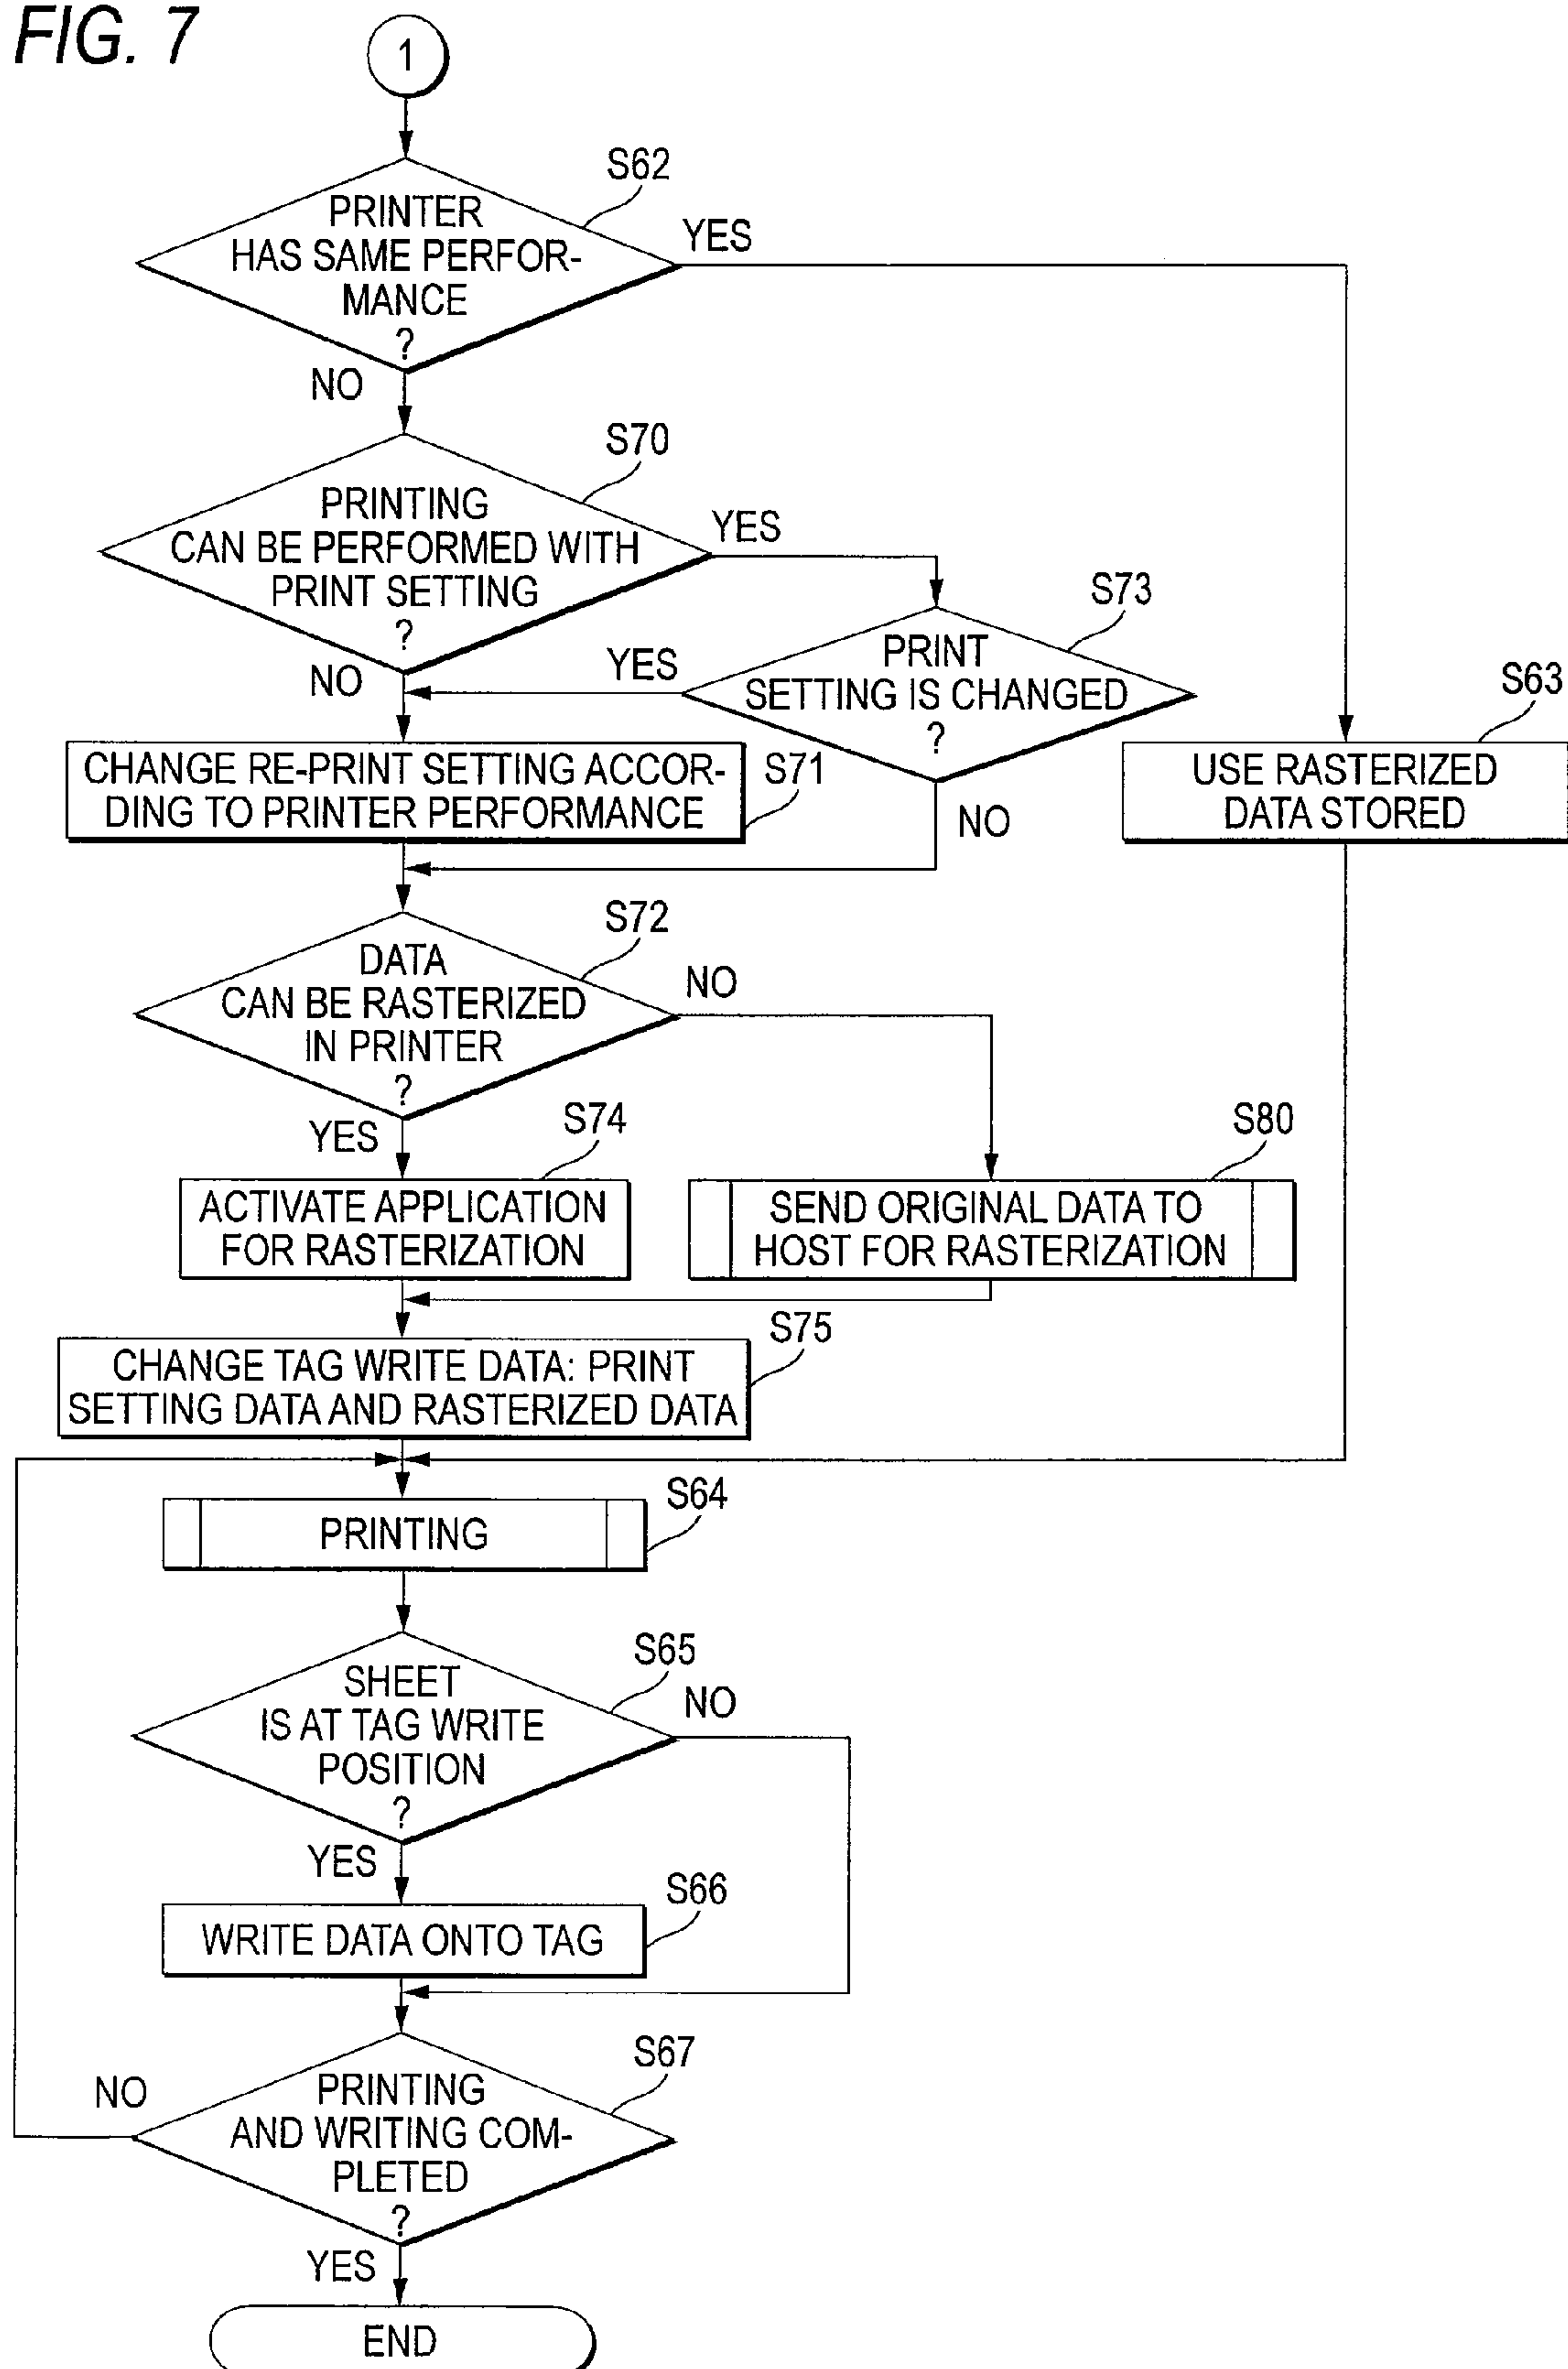 FIG. 7
1
S62
PRINTER
HAS SAME PERFOR-
MANCE
?
YES
NO
S70
PRINTING
CAN BE PERFORMED WITH
PRINT SETTING
?
YES
NO
S73
PRINT
SETTING IS CHANGED
?
YES
NO
S63
USE RASTERIZED
DATA STORED
CHANGE RE-PRINT SETTING ACCOR-
DING TO PRINTER PERFORMANCE
S71
S72
DATA
CAN BE RASTERIZED
IN PRINTER
?
NO
YES
S74
ACTIVATE APPLICATION
FOR RASTERIZATION
S80
SEND ORIGINAL DATA TO
HOST FOR RASTERIZATION
S75
CHANGE TAG WRITE DATA: PRINT
SETTING DATA AND RASTERIZED DATA
S64
PRINTING
S65
SHEET
IS AT TAG WRITE
POSITION
?
NO
YES
S66
WRITE DATA ONTO TAG
S67
PRINTING
AND WRITING COM-
PLETED
?
NO
YES
END